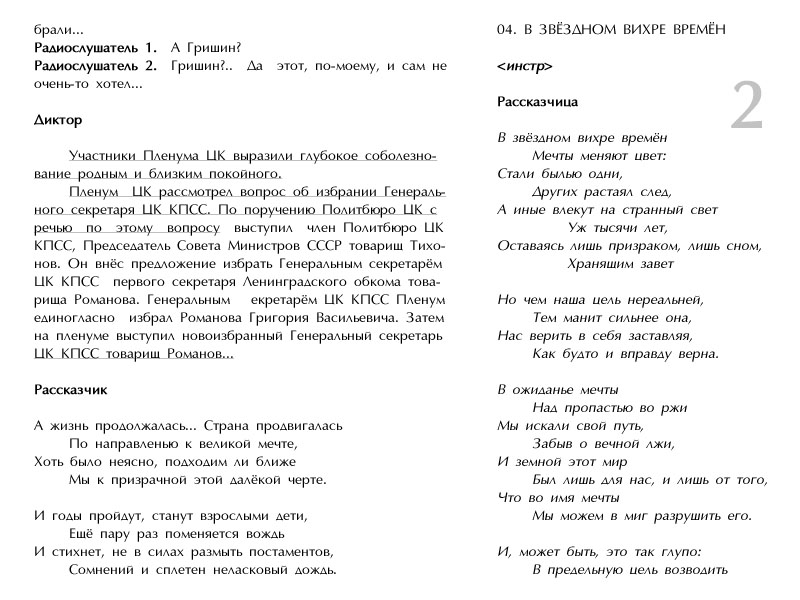 брали...
Радиослушатель 1. А Гришин?
Радиослушатель 2. Гришин?.. Да этот, по-моему, и сам не
очень-то хотел...
Диктор
Участники Пленума ЦК выразили глубокое соболезно-
вание родным и близким покойного.
Пленум ЦК рассмотрел вопрос об избрании Генераль-
ного секретаря ЦК КПСС. По поручению Политбюро ЦК с
речью по этому вопросу выступил член Политбюро ЦК
КПСС, Председатель Совета Министров СССР товарищ Тихо-
нов. Он внёс предложение избрать Генеральным секретарём
ЦК КПСС первого секретаря Ленинградского обкома това-
рища Романова. Генеральным екретарём ЦК КПСС Пленум
единогласно избрал Романова Григория Васильевича. Затем
на пленуме выступил новоизбранный Генеральный секретарь
ЦК КПСС товарищ Романов...
Рассказчик
А жизнь продолжалась... Страна продвигалась
По направленью к великой мечте,
Хоть было неясно, подходим ли ближе
Мы к призрачной этой далёкой черте.
И годы пройдут, станут взрослыми дети,
Ещё пару раз поменяется вождь
И стихнет, не в силах размыть постаментов,
Сомнений и сплетен неласковый дождь.
04. В ЗВЁЗДНОМ ВИХРЕ ВРЕМЁН
<инстр>
Рассказчица
2
В звёздном вихре времён
Мечты меняют цвет:
Стали былью одни,
Других растаял след,
А иные влекут на странный свет
Уж тысячи лет,
Оставаясь лишь призраком, лишь сном,
Хранящим завет
Но чем наша цель нереальней,
Тем манит сильнее она,
Нас верить в себя заставляя,
Как будто и вправду верна.
В ожиданье мечты
Над пропастью во ржи
Мы искали свой путь,
Забыв о вечной лжи,
И земной этот мир
Был лишь для нас, и лишь от того,
Что во имя мечты
Мы можем в миг разрушить его.
И, может быть, это так глупо:
В предельную цель возводить